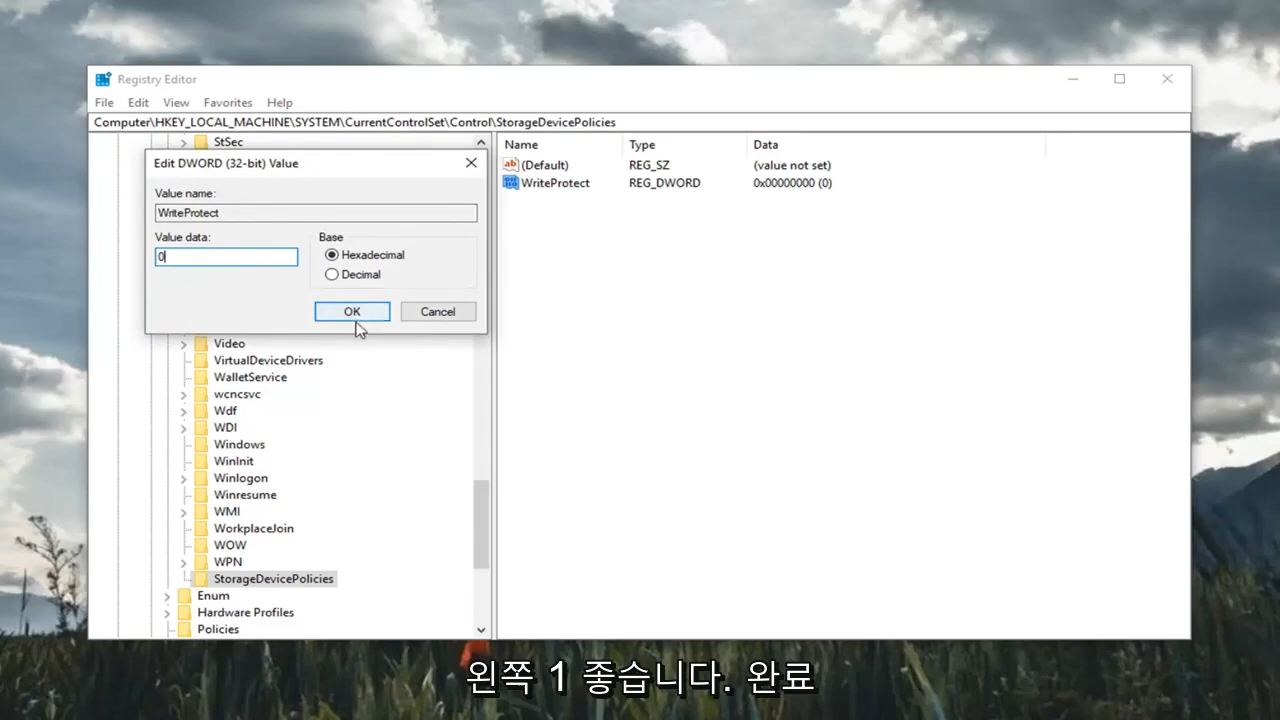 Registry Editor
File Edit View Favorites Help
Computer\HKEY_LOCAL_MACHINE\SYSTEM\CurrentControlSet\Control\StorageDevicePolicies
StSec
Edit DWORD (32-bit) Value
Value name:
WriteProtect
Value data:
0
Base
Hexadecimal
Decimal
OK Cancel
Video
VirtualDeviceDrivers
WalletService
wcncsvc
Wdf
WDI
Windows
WinInit
Winlogon
Winresume
WMI
WorkplaceJoin
WOW
WPN
StorageDevicePolicies
Enum
Hardware Profiles
Policies
Name Type Data
ab (Default) REG_SZ (value not set)
WriteProtect REG_DWORD 0x00000000 (0)
왼쪽 1 좋습니다. 완료